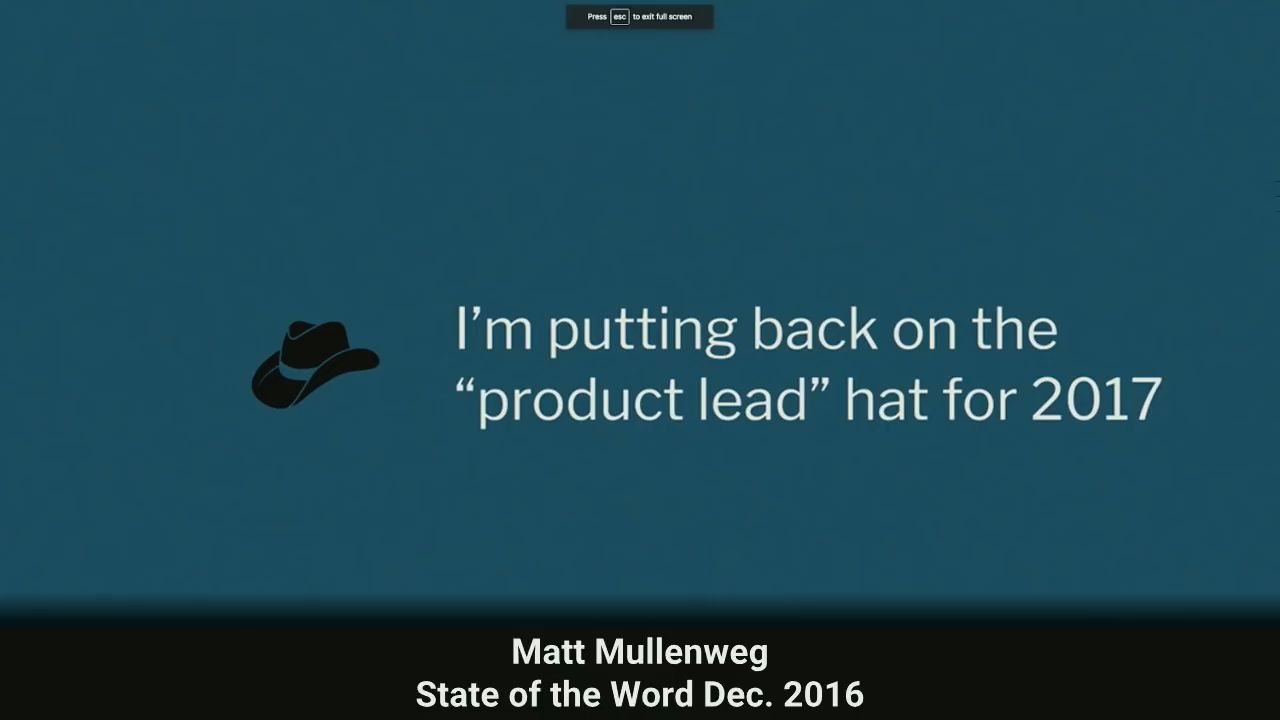 Press esc to exit full screen
I’m putting back on the
“product lead” hat for 2017
Matt Mullenweg
State of the Word Dec. 2016